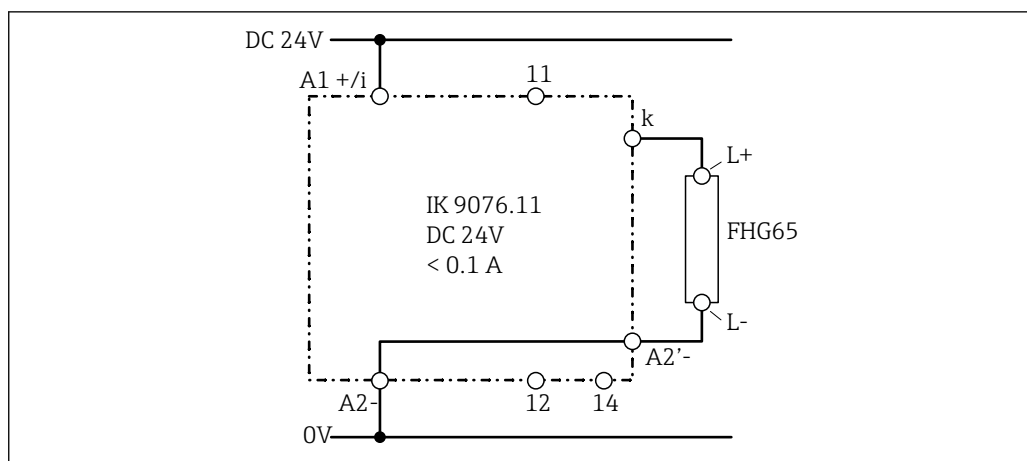 DC 24V
A1 +/i
11
k
L+
IK 9076.11
DC 24V
< 0.1 A
FHG65
L-
A2'-
A2-
12
14
0V